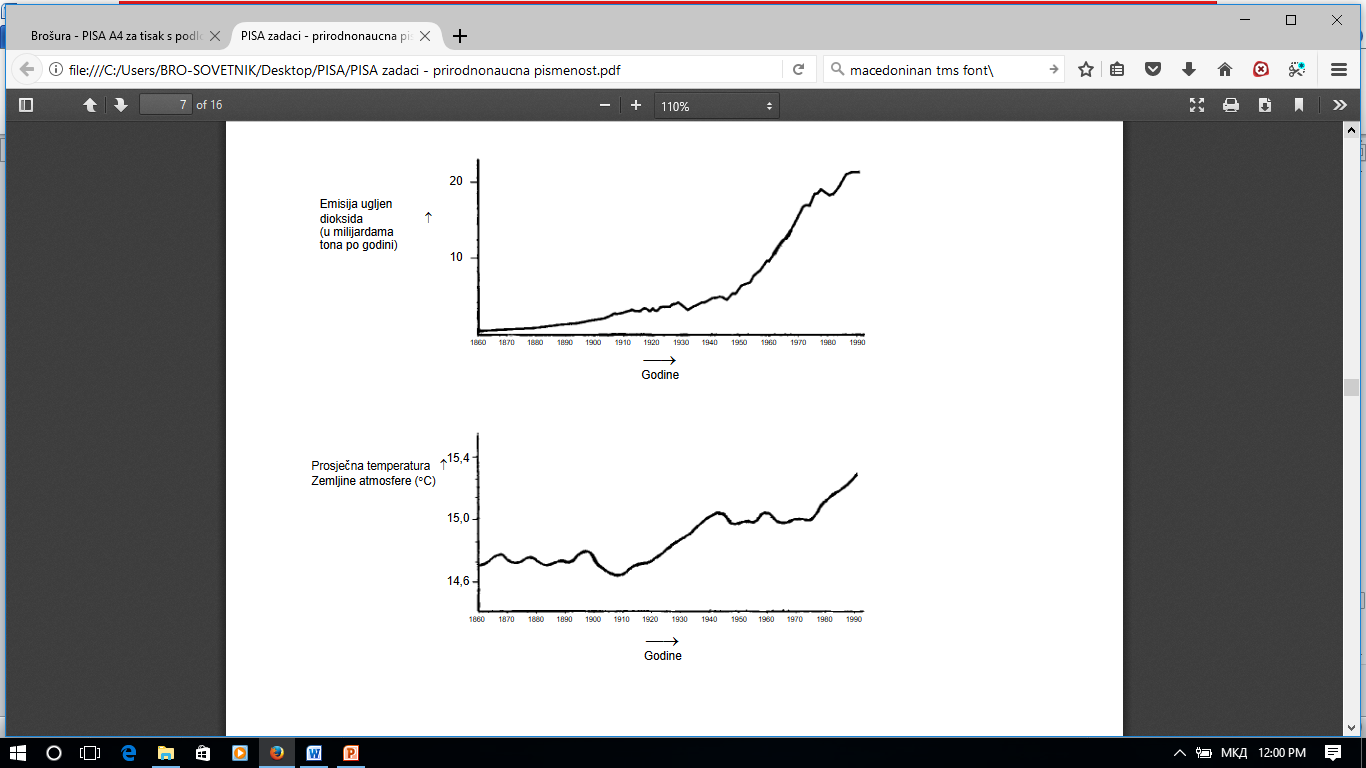 Brošura - PISA A4 za tisak s podlo
PISA zadaci - prirodnonaucna pis
file:///C:/Users/BRO-SOVETNIK/Desktop/PISA/PISA zadaci - prirodnonaucna pismenost.pdf
macedoninan tms font\
7 of 16
110%
20
Emisija ugljen
dioksida ↑
(u milijardama
tona po godini)
10
1860 1870 1880 1890 1900 1910 1920 1930 1940 1950 1960 1970 1980 1990
Godine
15,4
Prosječna temperatura ↑
Zemljine atmosfere (°C)
15,0
14,6
1860 1870 1880 1890 1900 1910 1920 1930 1940 1950 1960 1970 1980 1990
Godine
МКД 12:00 PM